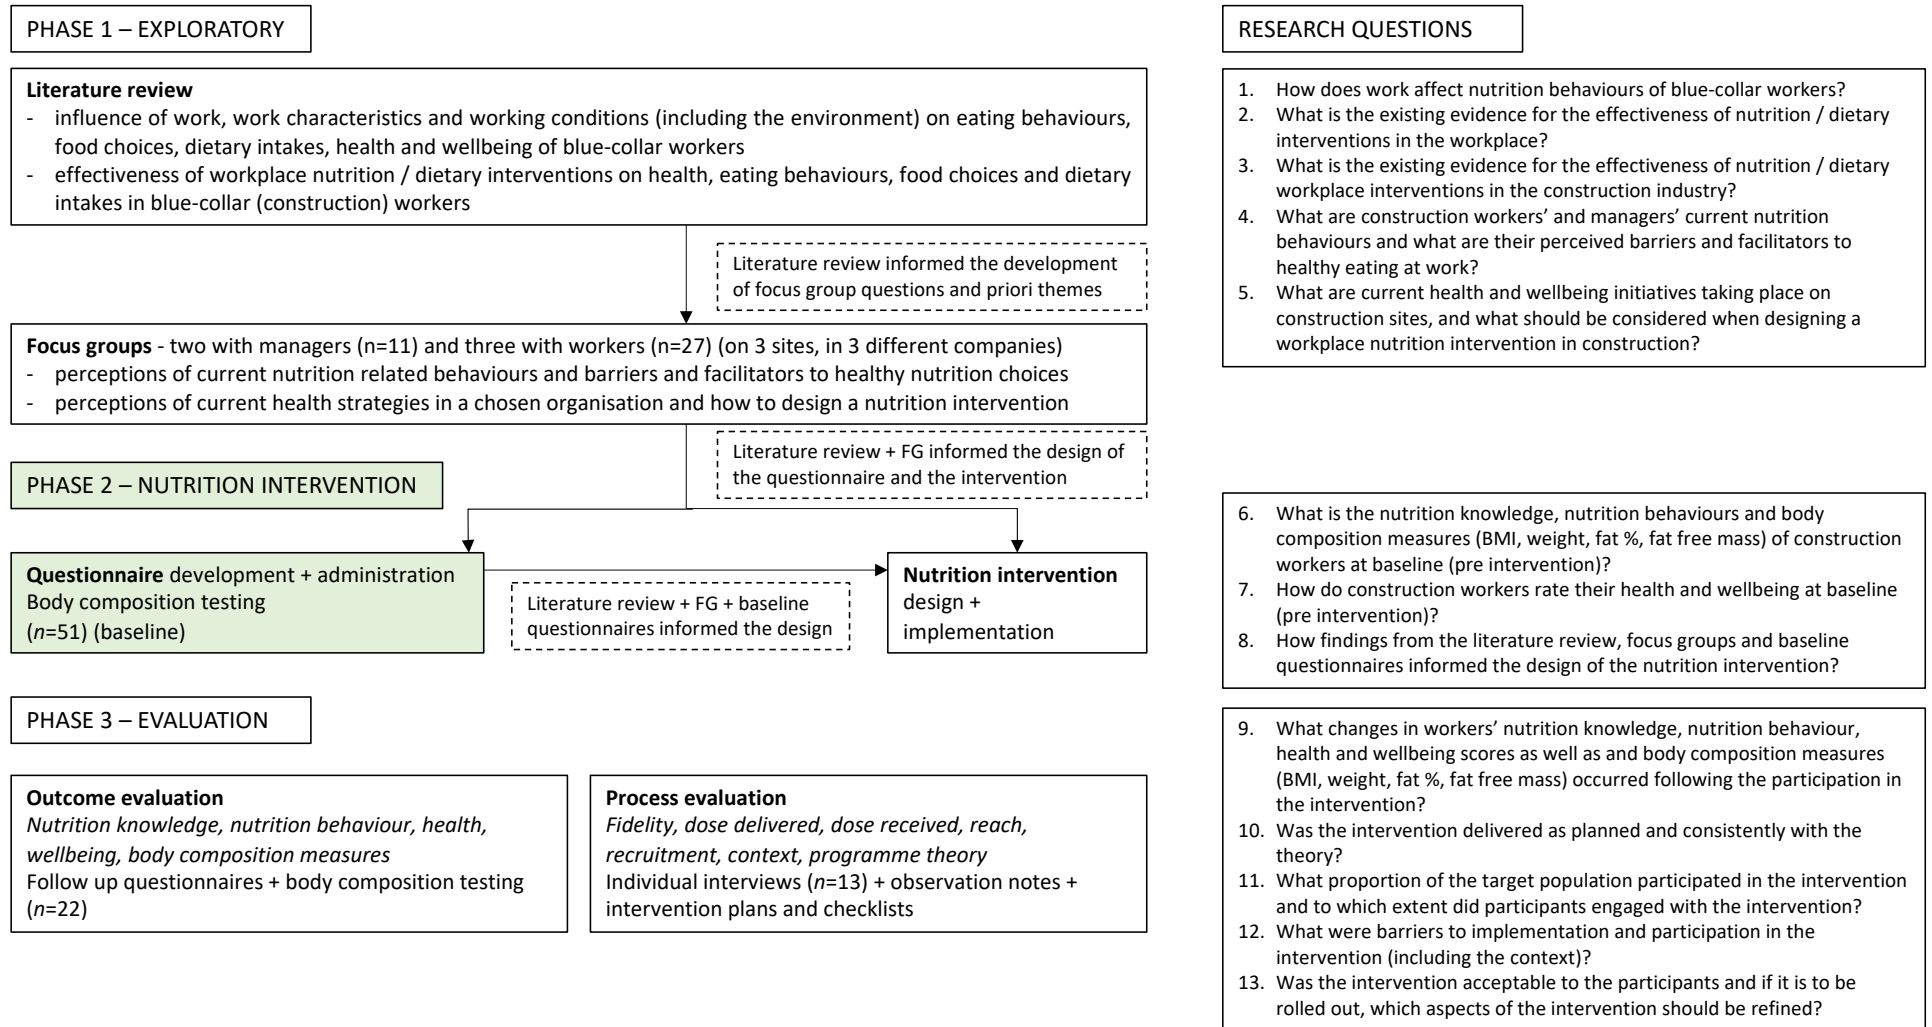 PHASE 1 – EXPLORATORY
Literature review
- influence of work, work characteristics and working conditions (including the environment) on eating behaviours,
food choices, dietary intakes, health and wellbeing of blue-collar workers
- effectiveness of workplace nutrition / dietary interventions on health, eating behaviours, food choices and dietary
intakes in blue-collar (construction) workers
Literature review informed the development
of focus group questions and priori themes
Focus groups - two with managers (n=11) and three with workers (n=27) (on 3 sites, in 3 different companies)
- perceptions of current nutrition related behaviours and barriers and facilitators to healthy nutrition choices
- perceptions of current health strategies in a chosen organisation and how to design a nutrition intervention
Literature review + FG informed the design of
the questionnaire and the intervention
PHASE 2 – NUTRITION INTERVENTION
Questionnaire development + administration
Body composition testing
(n=51) (baseline)
Literature review + FG + baseline
questionnaires informed the design
Nutrition intervention
design +
implementation
PHASE 3 – EVALUATION
Outcome evaluation
Nutrition knowledge, nutrition behaviour, health,
wellbeing, body composition measures
Follow up questionnaires + body composition testing
(n=22)
Process evaluation
Fidelity, dose delivered, dose received, reach,
recruitment, context, programme theory
Individual interviews (n=13) + observation notes +
intervention plans and checklists
RESEARCH QUESTIONS
1. How does work affect nutrition behaviours of blue-collar workers?
2. What is the existing evidence for the effectiveness of nutrition / dietary
interventions in the workplace?
3. What is the existing evidence for the effectiveness of nutrition / dietary
workplace interventions in the construction industry?
4. What are construction workers’ and managers’ current nutrition
behaviours and what are their perceived barriers and facilitators to
healthy eating at work?
5. What are current health and wellbeing initiatives taking place on
construction sites, and what should be considered when designing a
workplace nutrition intervention in construction?
6. What is the nutrition knowledge, nutrition behaviours and body
composition measures (BMI, weight, fat %, fat free mass) of construction
workers at baseline (pre intervention)?
7. How do construction workers rate their health and wellbeing at baseline
(pre intervention)?
8. How findings from the literature review, focus groups and baseline
questionnaires informed the design of the nutrition intervention?
9. What changes in workers’ nutrition knowledge, nutrition behaviour,
health and wellbeing scores as well as and body composition measures
(BMI, weight, fat %, fat free mass) occurred following the participation in
the intervention?
10. Was the intervention delivered as planned and consistently with the
theory?
11. What proportion of the target population participated in the intervention
and to which extent did participants engaged with the intervention?
12. What were barriers to implementation and participation in the
intervention (including the context)?
13. Was the intervention acceptable to the participants and if it is to be
rolled out, which aspects of the intervention should be refined?